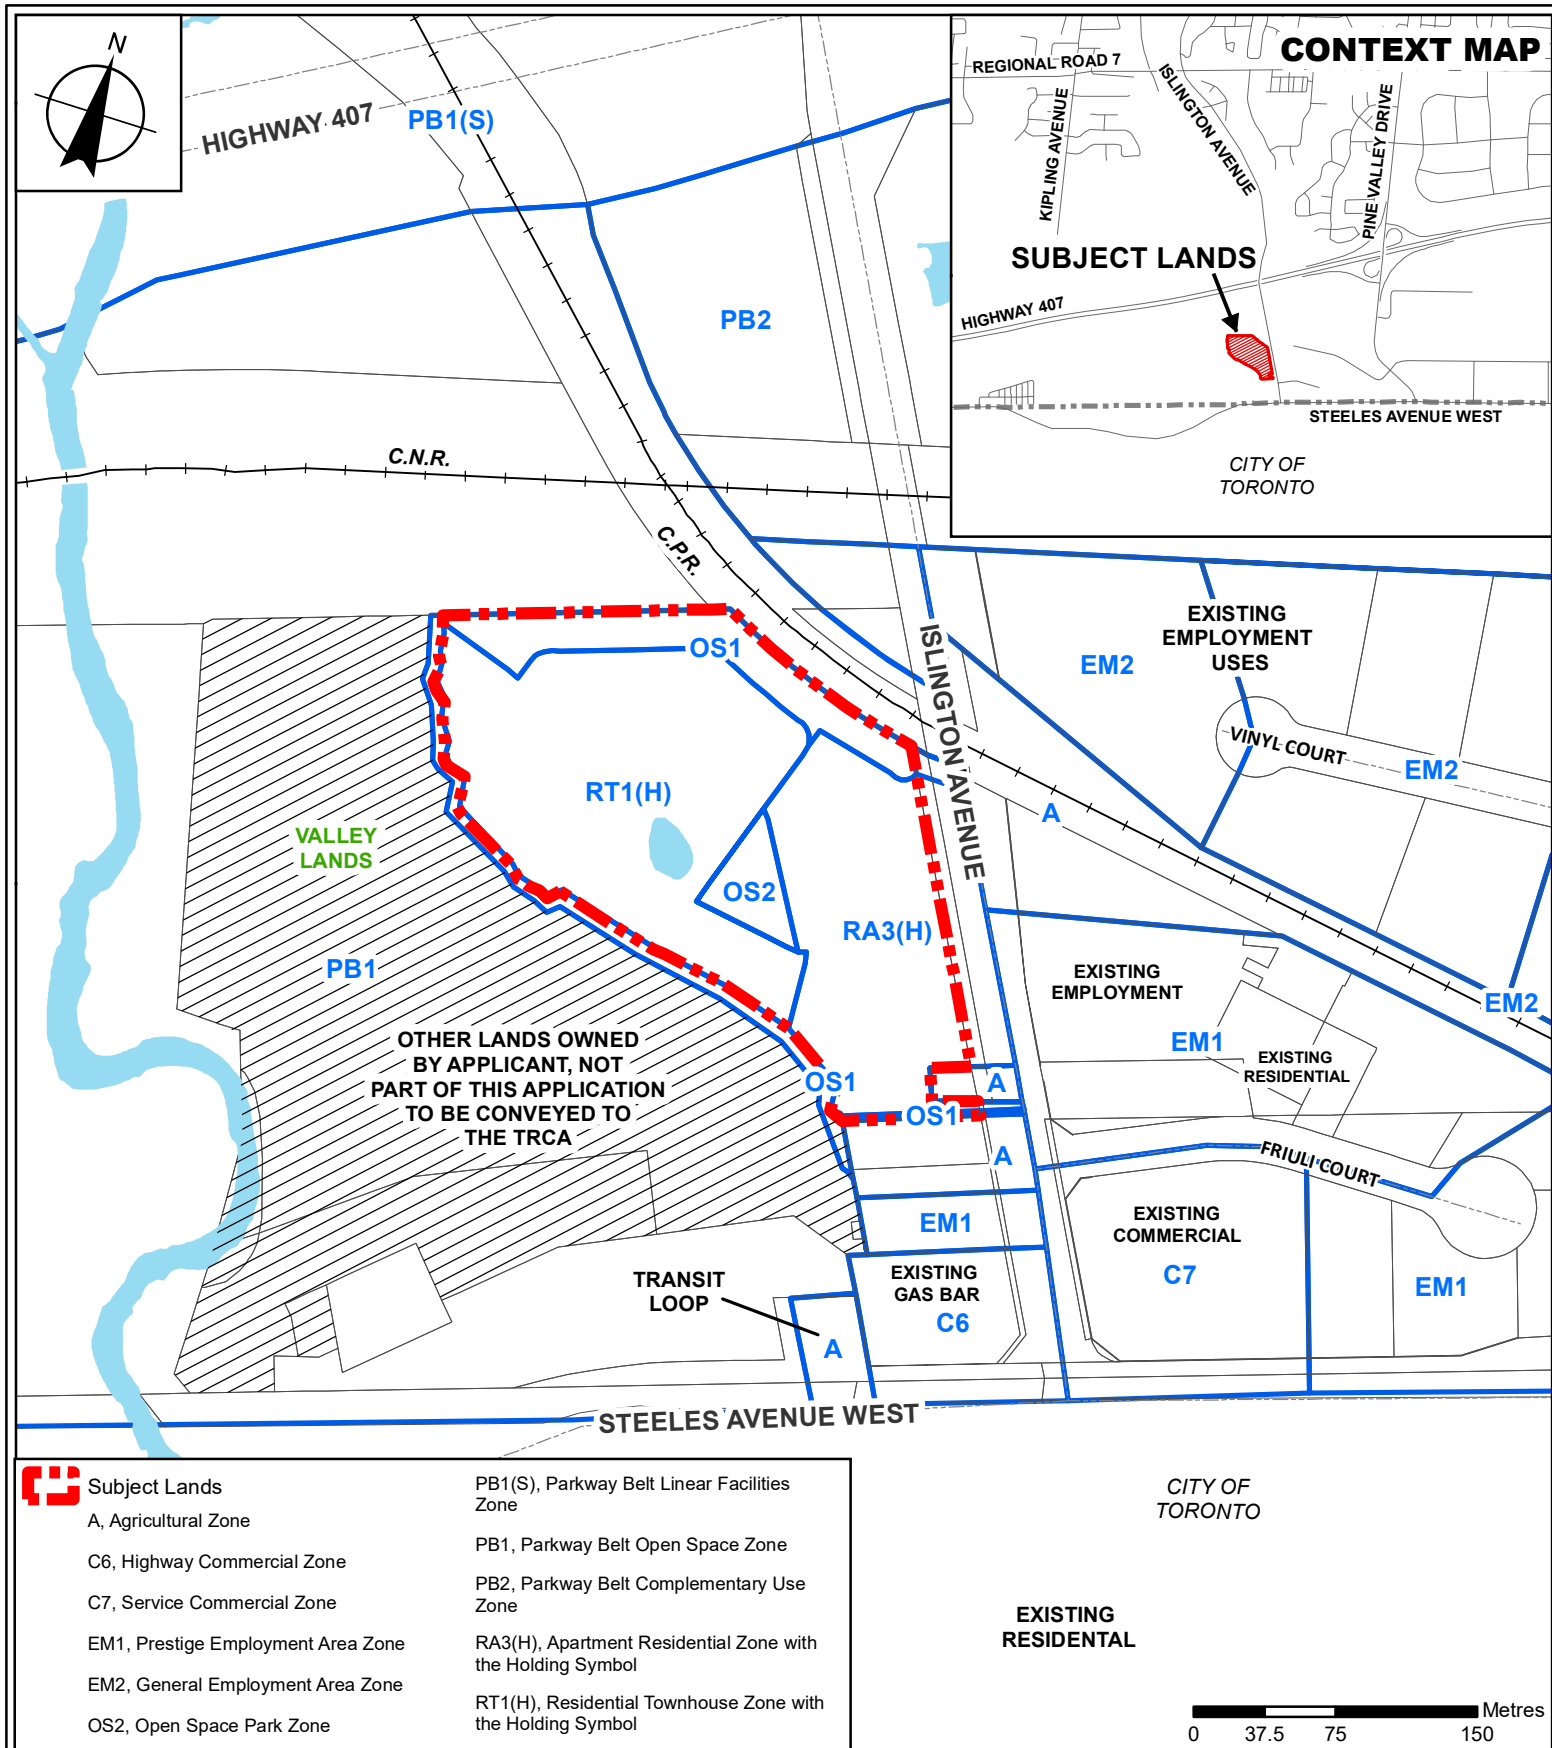 N
HIGHWAY 407
PB1(S)
CONTEXT MAP
REGIONAL ROAD 7
KIPLING AVENUE
ISLINGTON AVENUE
PINE VALLEY DRIVE
SUBJECT LANDS
HIGHWAY 407
STEELES AVENUE WEST
CITY OF
TORONTO
PB2
C.N.R.
C.P.R.
ISLINGTON AVENUE
OS1
EM2
EXISTING
EMPLOYMENT
USES
VINYL COURT
EM2
RT1(H)
A
VALLEY
LANDS
OS2
RA3(H)
PB1
EXISTING
EMPLOYMENT
EM2
EM1
EXISTING
RESIDENTIAL
OTHER LANDS OWNED
BY APPLICANT, NOT
PART OF THIS APPLICATION
TO BE CONVEYED TO
THE TRCA
OS1
A
OS1
A
FRIULI COURT
EM1
EXISTING
COMMERCIAL
C7
EM1
TRANSIT
LOOP
EXISTING
GAS BAR
C6
A
STEELES AVENUE WEST
Subject Lands
A, Agricultural Zone
C6, Highway Commercial Zone
C7, Service Commercial Zone
EM1, Prestige Employment Area Zone
EM2, General Employment Area Zone
OS2, Open Space Park Zone
PB1(S), Parkway Belt Linear Facilities
Zone
PB1, Parkway Belt Open Space Zone
PB2, Parkway Belt Complementary Use
Zone
RA3(H), Apartment Residential Zone with
the Holding Symbol
RT1(H), Residential Townhouse Zone with
the Holding Symbol
CITY OF
TORONTO
EXISTING
RESIDENTAL
Metres
0 37.5 75 150